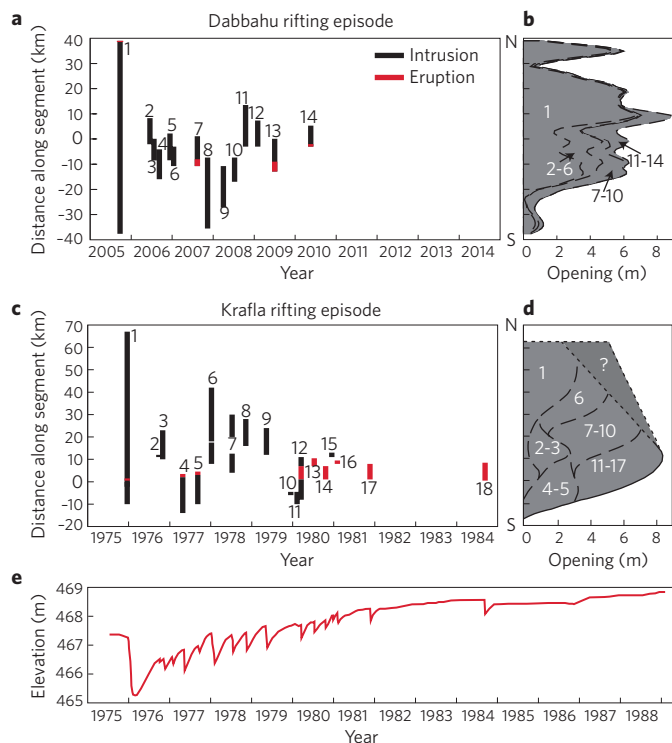 a Dabbahu rifting episode
Distance along segment (km)
40
30
20
10
0
-10
-20
-30
-40
1
2
3
4
5
6
7
8
9
10
11
12
13
14
Intrusion
Eruption
2005 2006 2007 2008 2009 2010 2011 2012 2013 2014
Year
b
N
S
1
2-6
7-10
11-14
0 2 4 6 8
Opening (m)
c Krafla rifting episode
Distance along segment (km)
70
60
50
40
30
20
10
0
-10
-20
1
2
3
4
5
6
7
8
9
10
11
12
13
14
15
16
17
18
1975 1976 1977 1978 1979 1980 1981 1982 1983 1984
Year
d
N
S
1
?
6
7-10
2-3
11-17
4-5
0 2 4 6 8
Opening (m)
e
Elevation (m)
469
468
467
466
465
1975 1976 1977 1978 1979 1980 1981 1982 1983 1984 1985 1986 1987 1988
Year